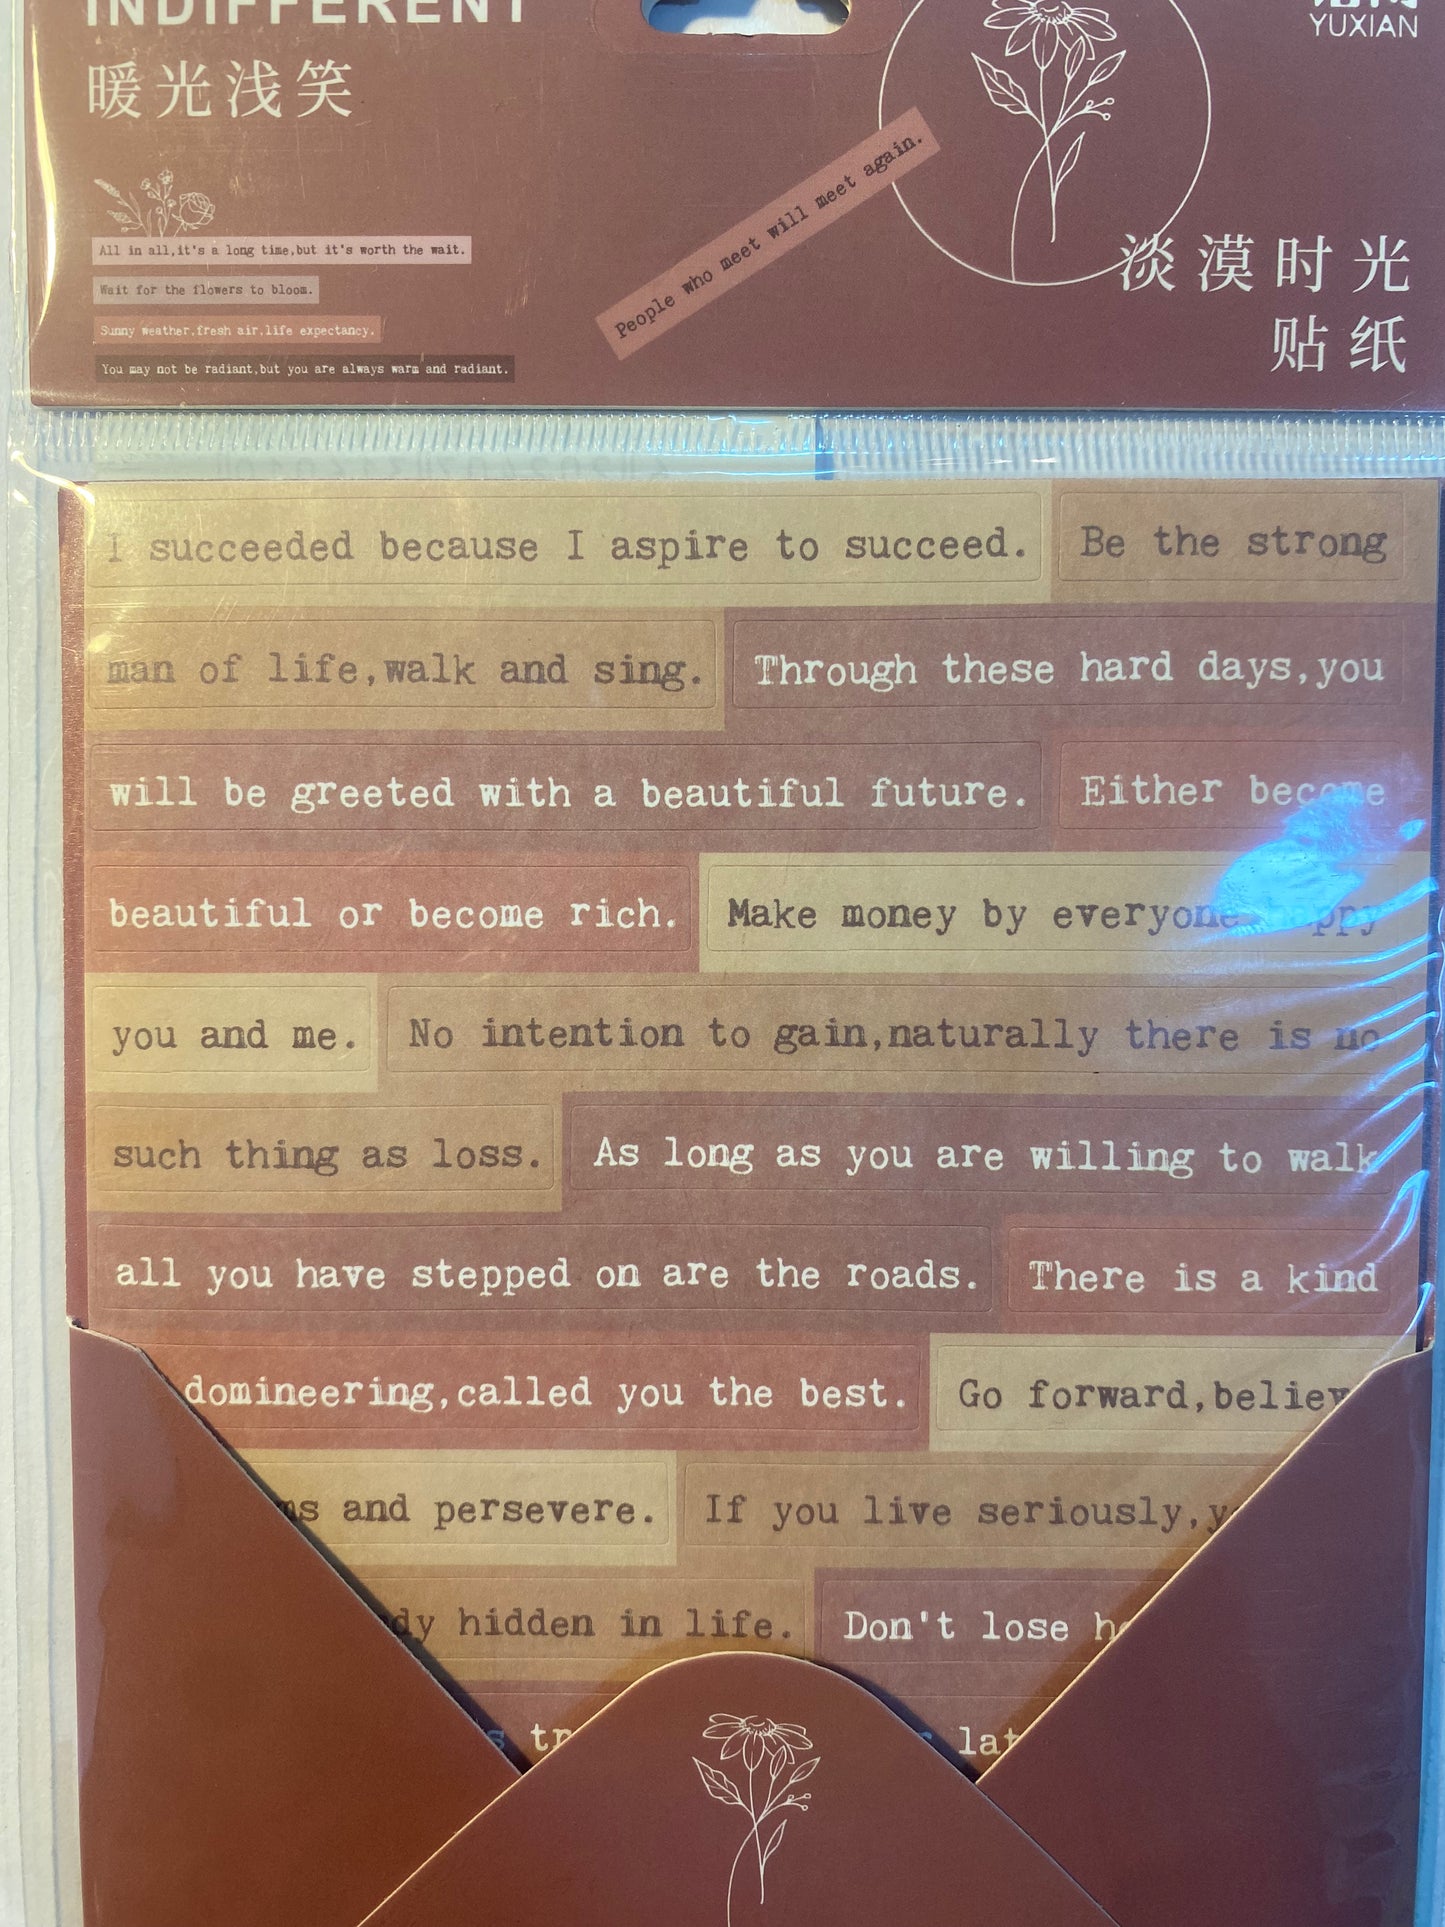 INDIFFERENT
YUXIAN
暖光浅笑
People who meet will meet again.
All in all,it's a long time,but it's worth the wait.
Wait for the flowers to bloom.
Sunny weather,fresh air,life expectancy.
You may not be radiant,but you are always warm and radiant.
淡漠时光
贴纸
I succeeded because I aspire to succeed. Be the strong
man of life,walk and sing. Through these hard days,you
will be greeted with a beautiful future. Either become
beautiful or become rich. Make money by everyone happy
you and me. No intention to gain,naturally there is no
such thing as loss. As long as you are willing to walk
all you have stepped on are the roads. There is a kind
domineering,called you the best. Go forward,
and persevere. If you live seriously,
hidden in life. Don't lose